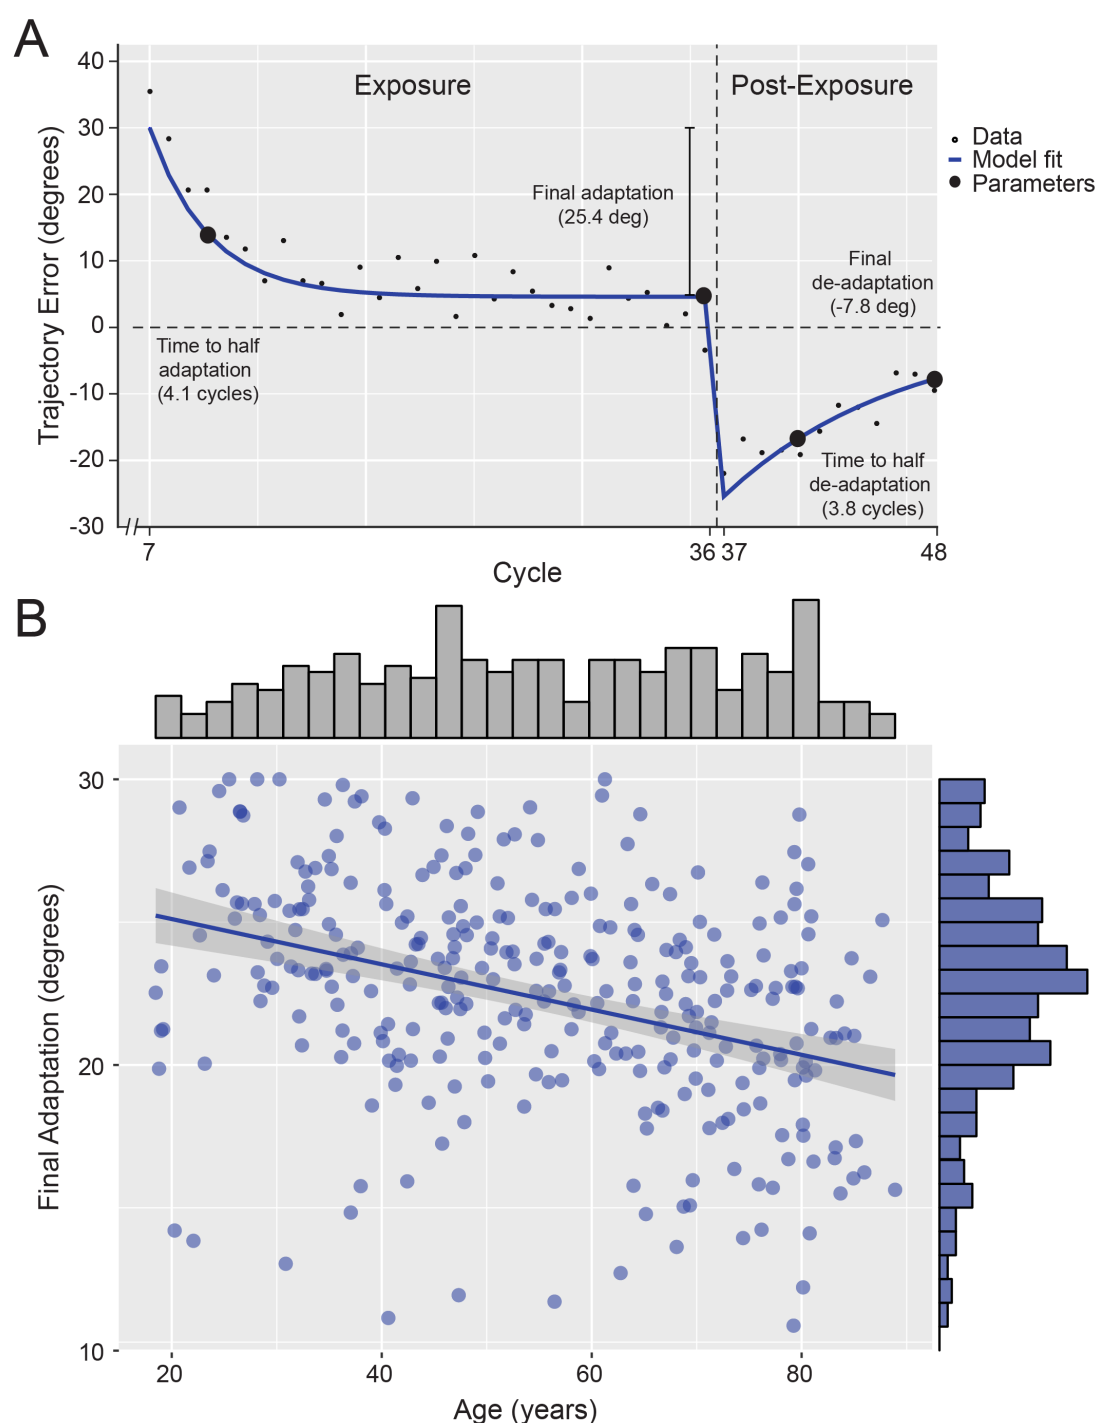 A
40
30
20
10
0
-10
-20
-30
Trajectory Error (degrees)
Exposure
Post-Exposure
Final adaptation
(25.4 deg)
Final
de-adaptation
(-7.8 deg)
Time to half
adaptation
(4.1 cycles)
Time to half
de-adaptation
(3.8 cycles)
Data
Model fit
Parameters
7
36 37
48
Cycle
B
30
20
10
Final Adaptation (degrees)
20
40
60
80
Age (years)